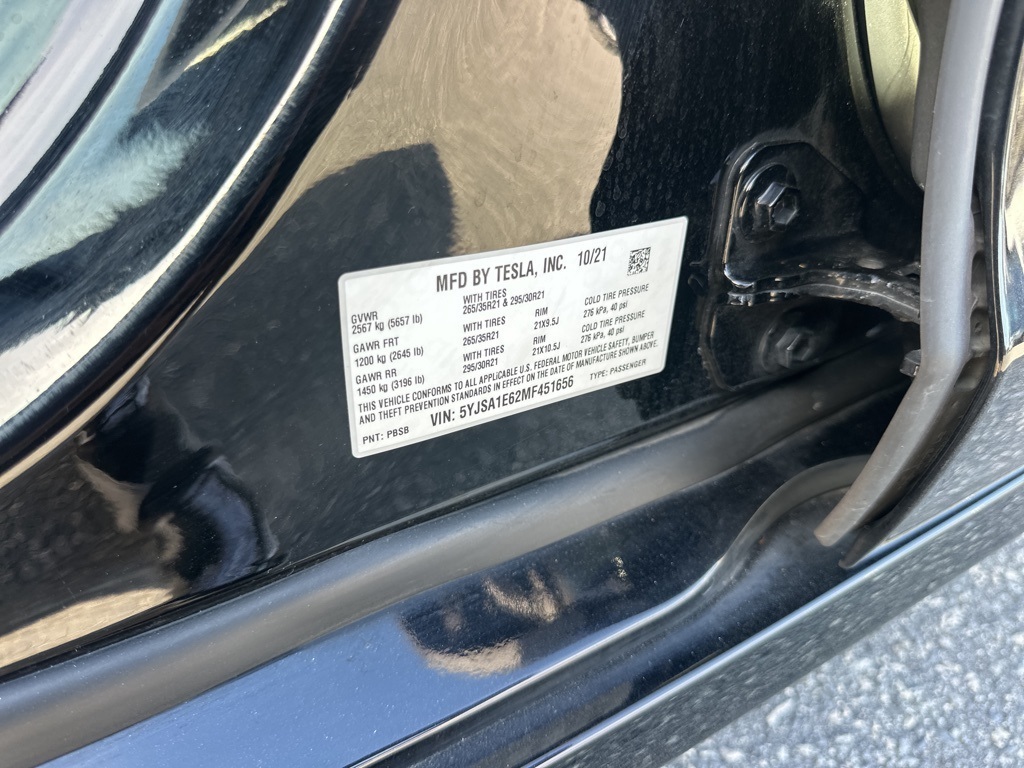 MFD BY TESLA, INC. 10/21
GVWR
2567 kg (5657 lb)
WITH TIRES
265/35R21 & 295/30R21
GAWR FRT
1200 kg (2645 lb)
WITH TIRES
265/35R21
RIM
21X9.5J
COLD TIRE PRESSURE
276 kPa, 40 psi
GAWR RR
1450 kg (3196 lb)
WITH TIRES
295/30R21
RIM
21X10.5J
COLD TIRE PRESSURE
276 kPa, 40 psi
THIS VEHICLE CONFORMS TO ALL APPLICABLE U.S. FEDERAL MOTOR VEHICLE SAFETY, BUMPER
AND THEFT PREVENTION STANDARDS IN EFFECT ON THE DATE OF MANUFACTURE SHOWN ABOVE.
PNT: PBSB VIN: 5YJSA1E62MF451656 TYPE: PASSENGER